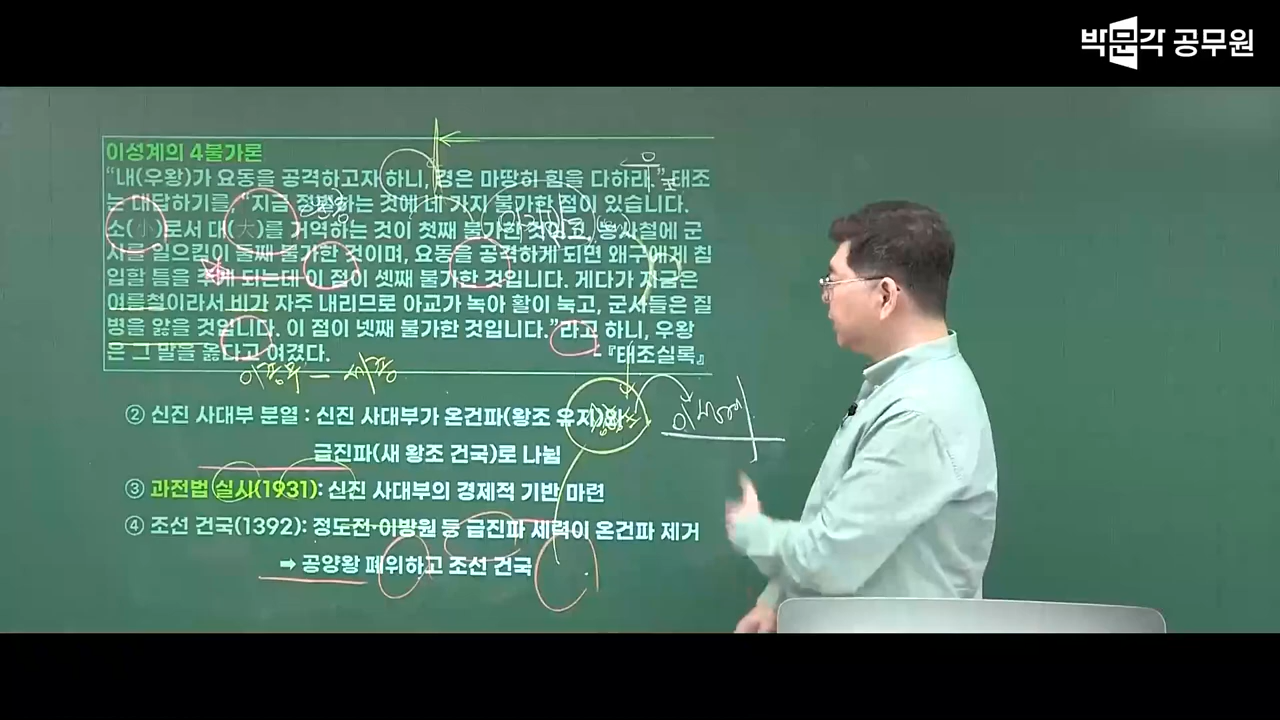 박문각 공무원
이성계의 4불가론
“내(우왕)가 요동을 공격하고자 하니, 경은 마땅히 힘을 다하라.” 태조
는 대답하기를, “지금 정벌하는 것에 네 가지 불가한 점이 있습니다.
소(小)로서 대(大)를 거역하는 것이 첫째 불가한 것이고, 농사철에 군
사를 일으킴이 둘째 불가한 것이며, 요동을 공격하게 되면 왜구에게 침
입할 틈을 주게 되는데 이 점이 셋째 불가한 것입니다. 게다가 지금은
여름철이라서 비가 자주 내리므로 아교가 녹아 활이 눅고, 군사들은 질
병을 앓을 것입니다. 이 점이 넷째 불가한 것입니다.”라고 하니, 우왕
은 그 말을 옳다고 여겼다. -『태조실록』
② 신진 사대부 분열 : 신진 사대부가 온건파(왕조 유지)와
이성계
급진파(새 왕조 건국)로 나뉨
③ 과전법 실시(1931): 신진 사대부의 경제적 기반 마련
④ 조선 건국(1392): 정도전·이방원 등 급진파 세력이 온건파 제거
➡ 공양왕 폐위하고 조선 건국